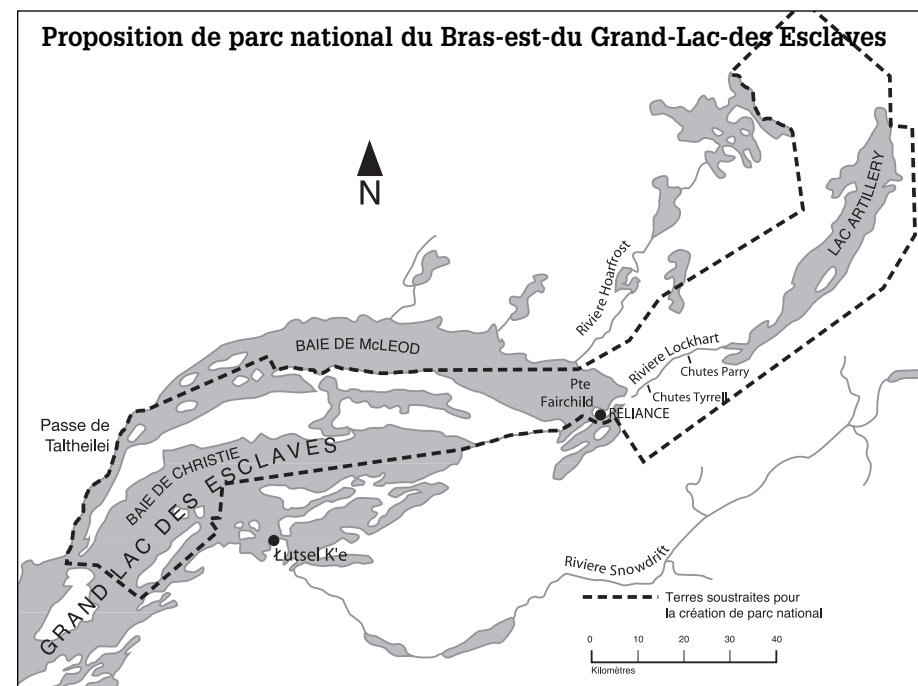 Proposition de parc national du Bras-est-du Grand-Lac-des Esclaves
N
LAC ARTILLERY
Riviere Hoarfrost
BAIE DE McLEOD
Riviere Lockhart
Chutes Parry
Pte
Fairchild
Chutes Tyrrell
RELIANCE
Passe de
Taltheilei
BAIE DE CHRISTIE
GRAND LAC DES ESCLAVES
Łutsel K'e
Riviere Snowdrift
Terres soustraites pour
la création de parc national
0 10 20 30 40
Kilomètres